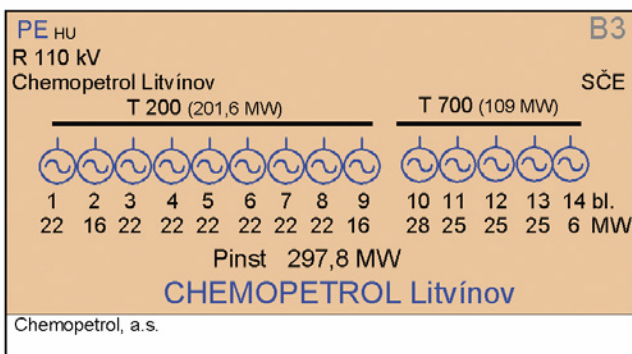 PE HU B3
R 110 kV
Chemopetrol Litvínov SČE
T 200 (201,6 MW) T 700 (109 MW)
1 2 3 4 5 6 7 8 9 10 11 12 13 14 bl.
22 16 22 22 22 22 22 22 16 28 25 25 25 6 MW
Pinst 297,8 MW
CHEMOPETROL Litvínov
Chemopetrol, a.s.